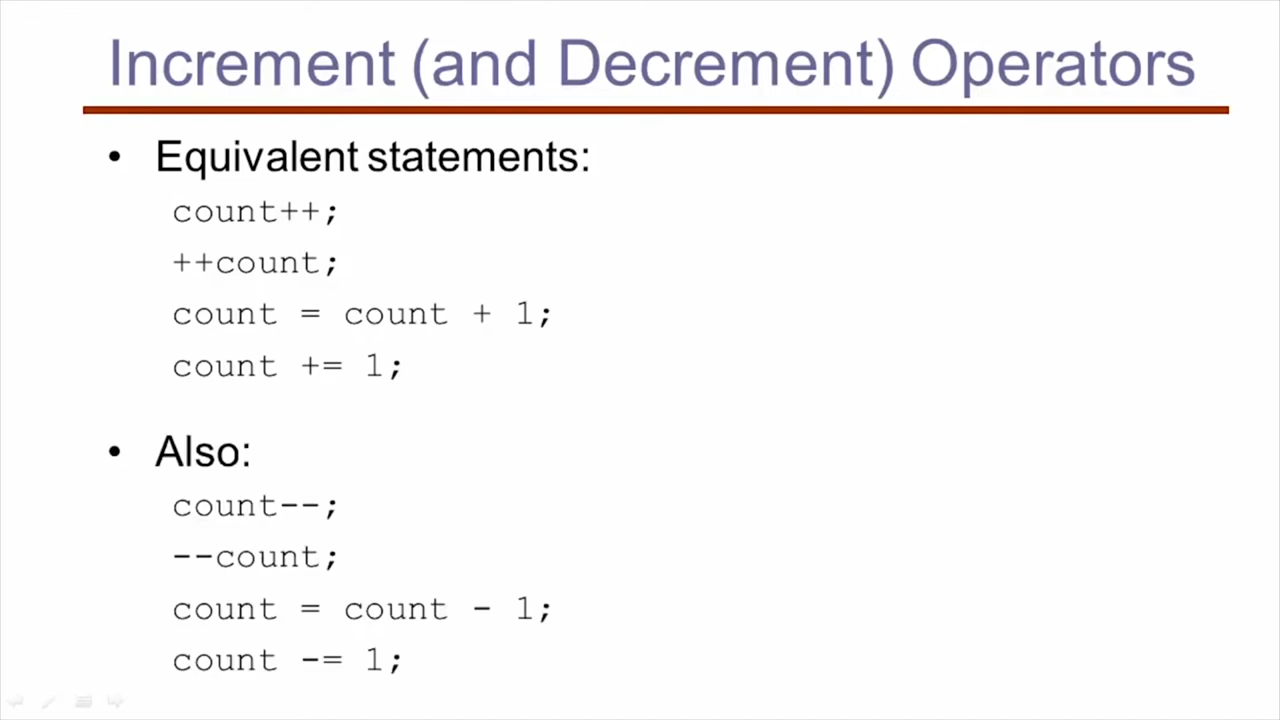 Increment (and Decrement) Operators
• Equivalent statements:
count++;
++count;
count = count + 1;
count += 1;
• Also:
count--;
--count;
count = count - 1;
count -= 1;